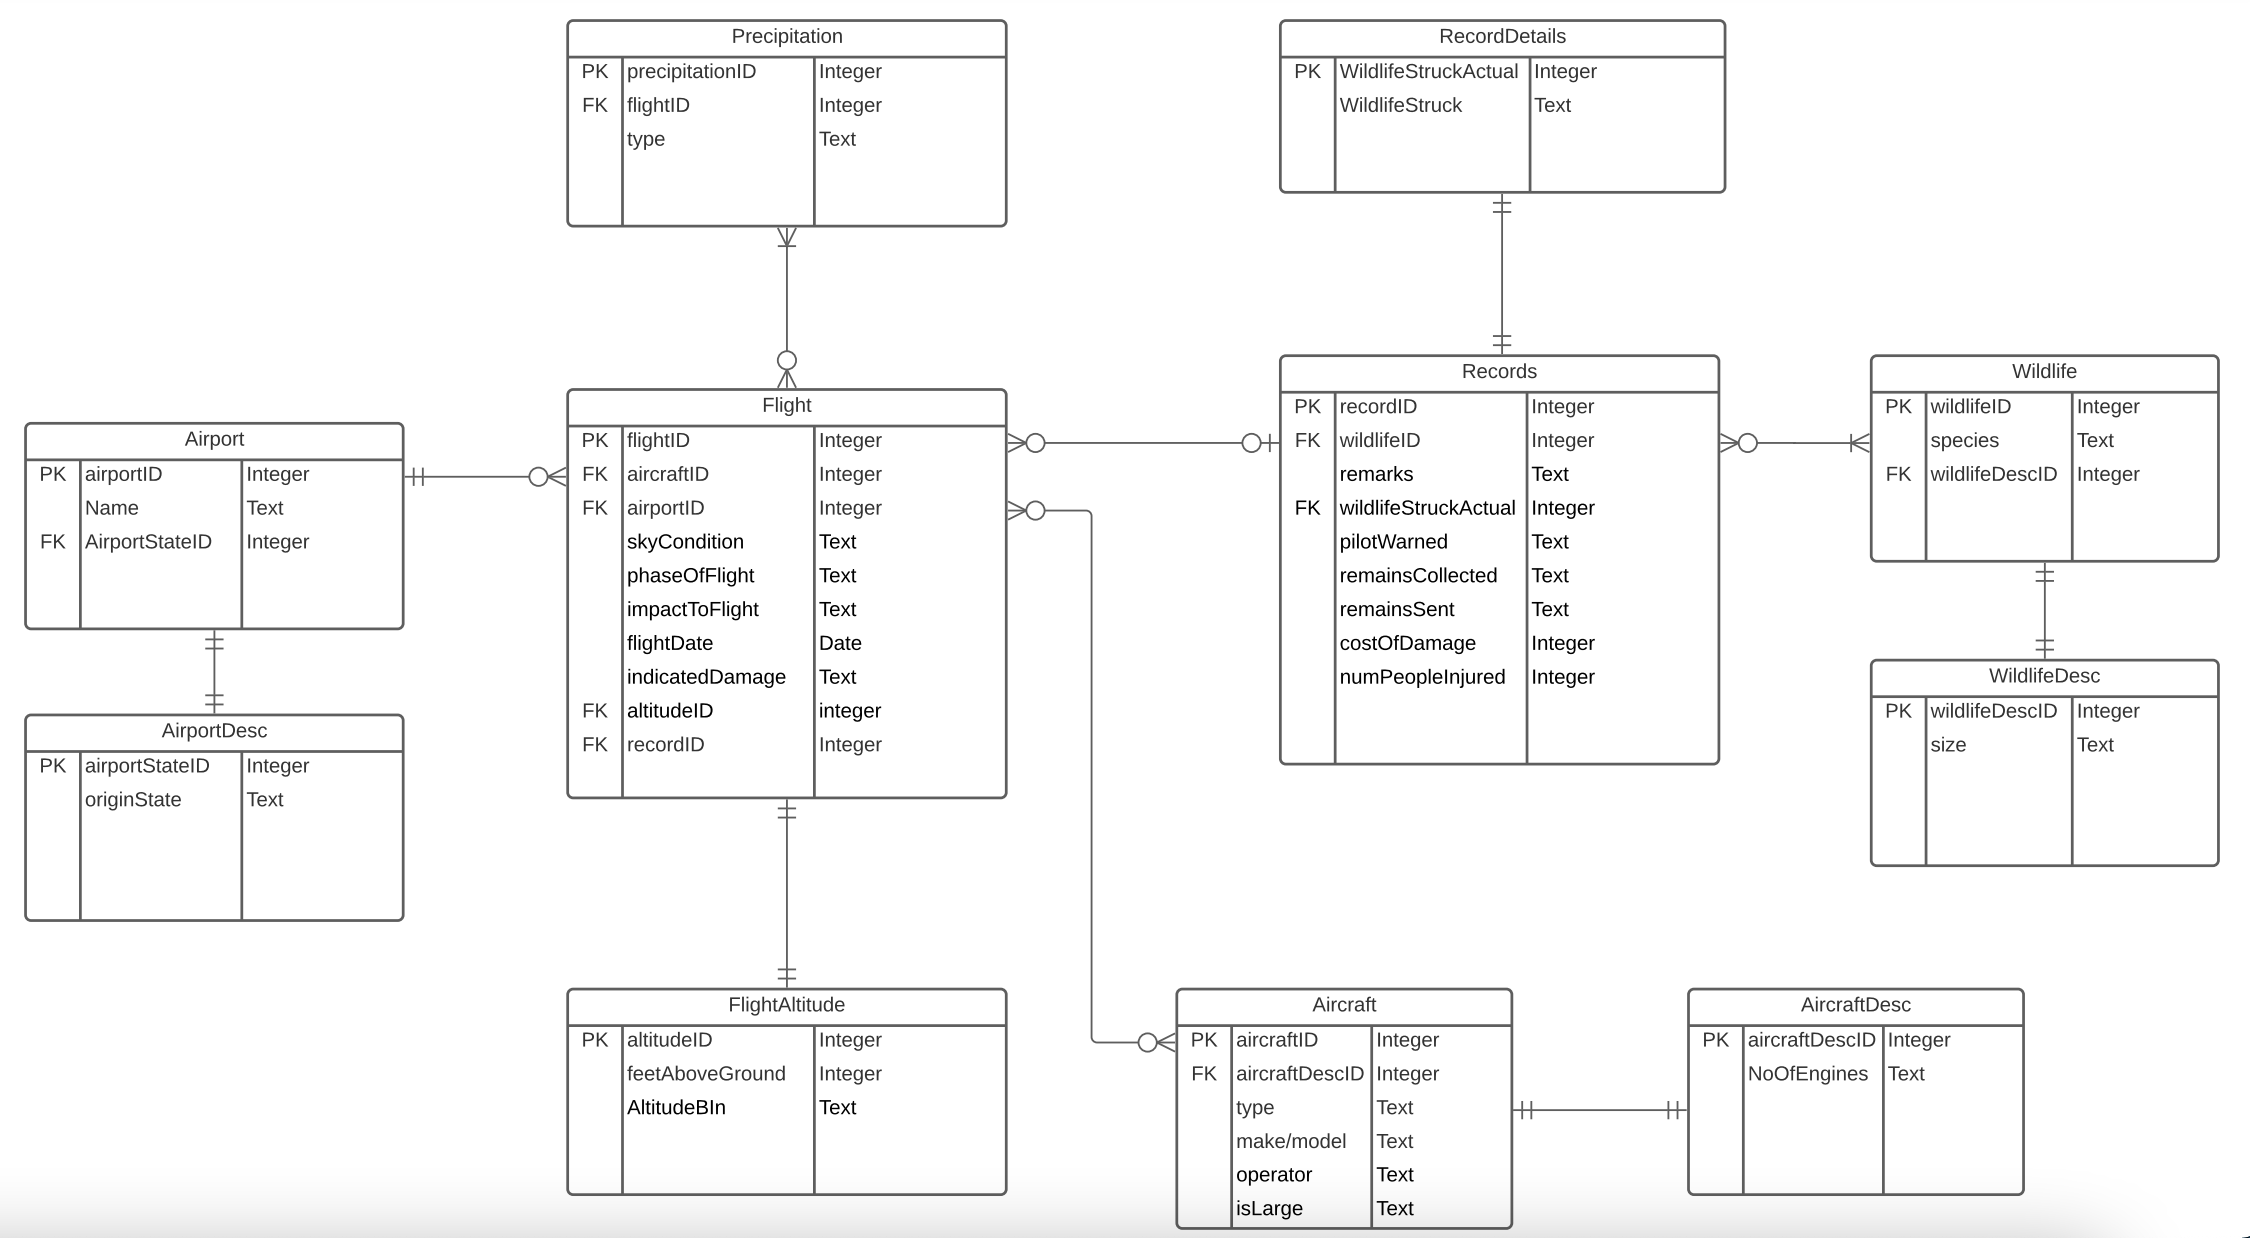 Precipitation
PK precipitationID Integer
FK flightID Integer
type Text
RecordDetails
PK WildlifeStruckActual Integer
WildlifeStruck Text
Airport
PK airportID Integer
Name Text
FK AirportStateID Integer
Flight
PK flightID Integer
FK aircraftID Integer
FK airportID Integer
skyCondition Text
phaseOfFlight Text
impactToFlight Text
flightDate Date
indicatedDamage Text
FK altitudeID integer
FK recordID Integer
Records
PK recordID Integer
FK wildlifeID Integer
remarks Text
FK wildlifeStruckActual Integer
pilotWarned Text
remainsCollected Text
remainsSent Text
costOfDamage Integer
numPeopleInjured Integer
Wildlife
PK wildlifeID Integer
species Text
FK wildlifeDescID Integer
AirportDesc
PK airportStateID Integer
originState Text
WildlifeDesc
PK wildlifeDescID Integer
size Text
FlightAltitude
PK altitudeID Integer
feetAboveGround Integer
AltitudeBIn Text
Aircraft
PK aircraftID Integer
FK aircraftDescID Integer
type Text
make/model Text
operator Text
isLarge Text
AircraftDesc
PK aircraftDescID Integer
NoOfEngines Text